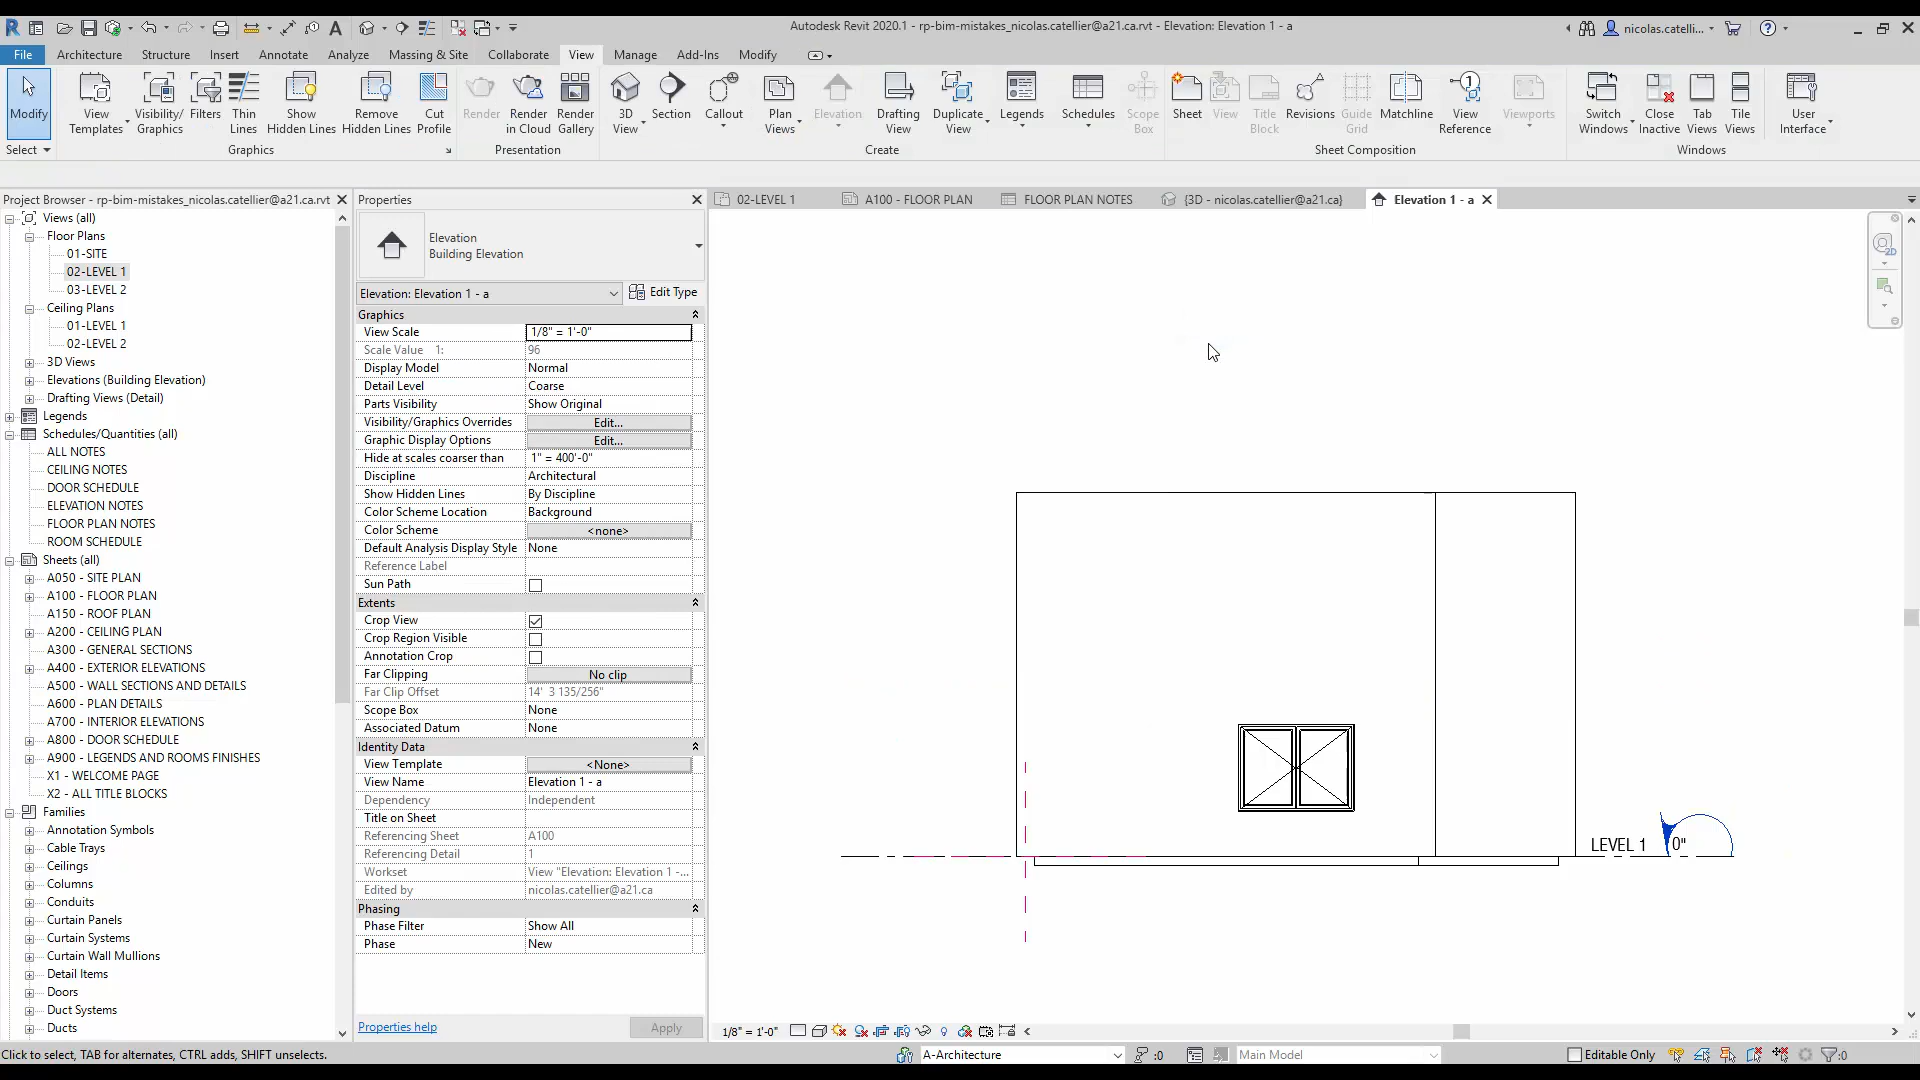 Autodesk Revit 2020.1 - rp-bim-mistakes_nicolas.catellier@a21.ca.rvt - Elevation: Elevation 1 - a
nicolas.catelli...
File Architecture Structure Insert Annotate Analyze Massing & Site Collaborate View Manage Add-Ins Modify
Modify
View Templates
Visibility/ Graphics
Filters
Thin Lines
Show Hidden Lines
Remove Hidden Lines
Cut Profile
Render
Render in Cloud
Render Gallery
3D View
Section
Callout
Plan Views
Elevation
Drafting View
Duplicate View
Legends
Schedules
Scope Box
Sheet
View
Title Block
Revisions
Guide Grid
Matchline
View Reference
Viewports
Switch Windows
Close Inactive
Tab Views
Tile Views
User Interface
Select Graphics Presentation Create Sheet Composition Windows
Project Browser - rp-bim-mistakes_nicolas.catellier@a21.ca.rvt
Views (all)
Floor Plans
01-SITE
02-LEVEL 1
03-LEVEL 2
Ceiling Plans
01-LEVEL 1
02-LEVEL 2
3D Views
Elevations (Building Elevation)
Drafting Views (Detail)
Legends
Schedules/Quantities (all)
ALL NOTES
CEILING NOTES
DOOR SCHEDULE
ELEVATION NOTES
FLOOR PLAN NOTES
ROOM SCHEDULE
Sheets (all)
A050 - SITE PLAN
A100 - FLOOR PLAN
A150 - ROOF PLAN
A200 - CEILING PLAN
A300 - GENERAL SECTIONS
A400 - EXTERIOR ELEVATIONS
A500 - WALL SECTIONS AND DETAILS
A600 - PLAN DETAILS
A700 - INTERIOR ELEVATIONS
A800 - DOOR SCHEDULE
A900 - LEGENDS AND ROOMS FINISHES
X1 - WELCOME PAGE
X2 - ALL TITLE BLOCKS
Families
Annotation Symbols
Cable Trays
Ceilings
Columns
Conduits
Curtain Panels
Curtain Systems
Curtain Wall Mullions
Detail Items
Doors
Duct Systems
Ducts
Properties
Elevation
Building Elevation
Elevation: Elevation 1 - a Edit Type
Graphics
View Scale 1/8" = 1'-0"
Scale Value 1: 96
Display Model Normal
Detail Level Coarse
Parts Visibility Show Original
Visibility/Graphics Overrides Edit...
Graphic Display Options Edit...
Hide at scales coarser than 1" = 400'-0"
Discipline Architectural
Show Hidden Lines By Discipline
Color Scheme Location Background
Color Scheme <none>
Default Analysis Display Style None
Reference Label
Sun Path
Extents
Crop View
Crop Region Visible
Annotation Crop
Far Clipping No clip
Far Clip Offset 14' 3 135/256"
Scope Box None
Associated Datum None
Identity Data
View Template <None>
View Name Elevation 1 - a
Dependency Independent
Title on Sheet
Referencing Sheet A100
Referencing Detail 1
Workset View "Elevation: Elevation 1 -...
Edited by nicolas.catellier@a21.ca
Phasing
Phase Filter Show All
Phase New
Properties help Apply
02-LEVEL 1 A100 - FLOOR PLAN FLOOR PLAN NOTES {3D - nicolas.catellier@a21.ca} Elevation 1 - a
2D
LEVEL 1 0"
1/8" = 1'-0"
Click to select, TAB for alternates, CTRL adds, SHIFT unselects.
A-Architecture :0 Main Model Editable Only :0